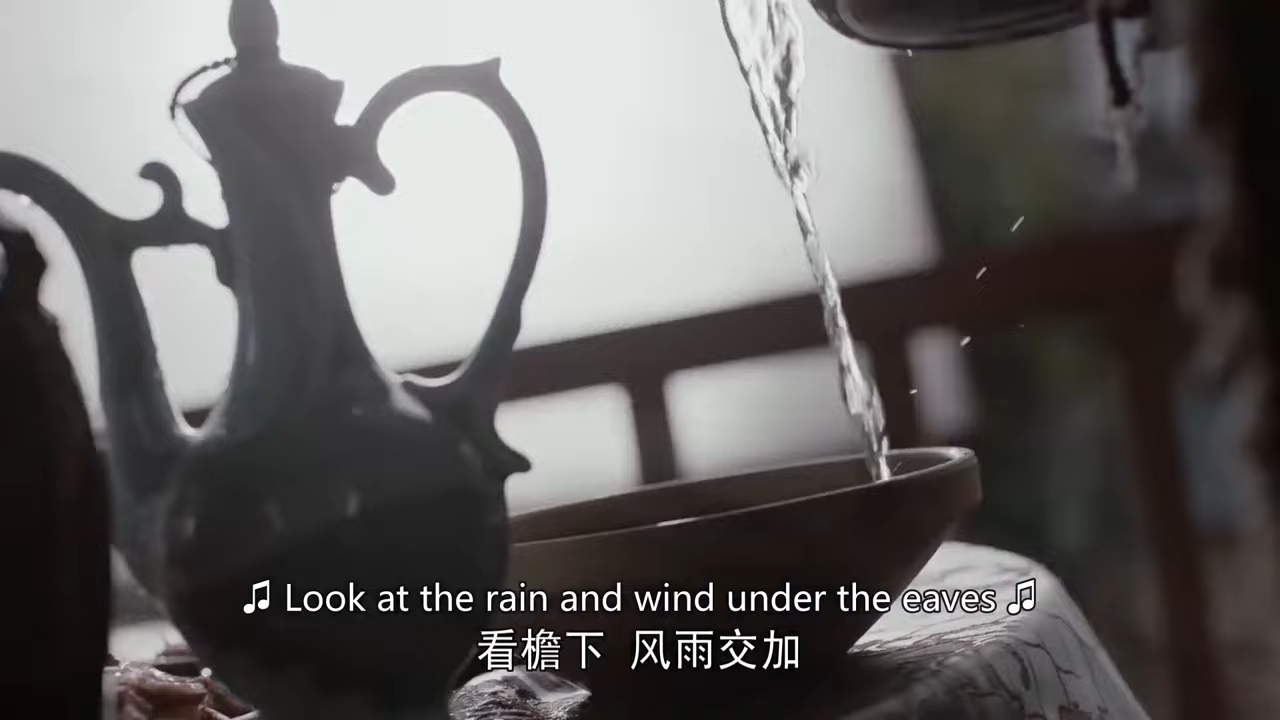 ♫ Look at the rain and wind under the eaves ♫
看檐下 风雨交加